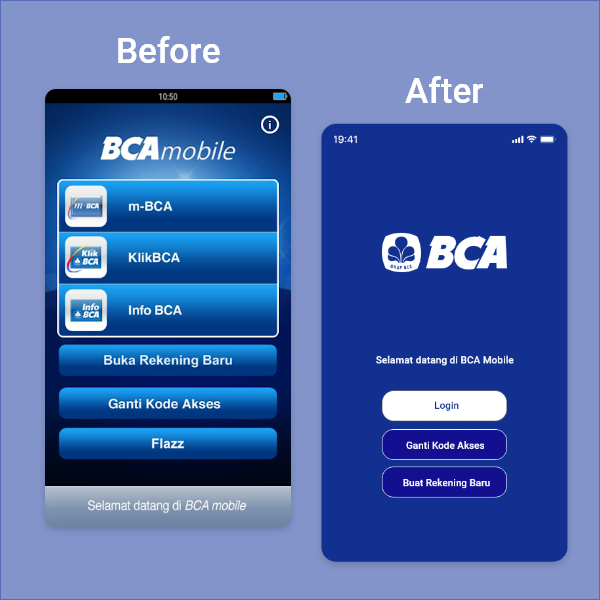 Before
10:50
i
BCA mobile
m-BCA
m-BCA
Klik
BCA
KlikBCA
Info
BCA
Info BCA
Buka Rekening Baru
Ganti Kode Akses
Flazz
Selamat datang di BCA mobile
After
19:41
BCA
Selamat datang di BCA Mobile
Login
Ganti Kode Akses
Buat Rekening Baru